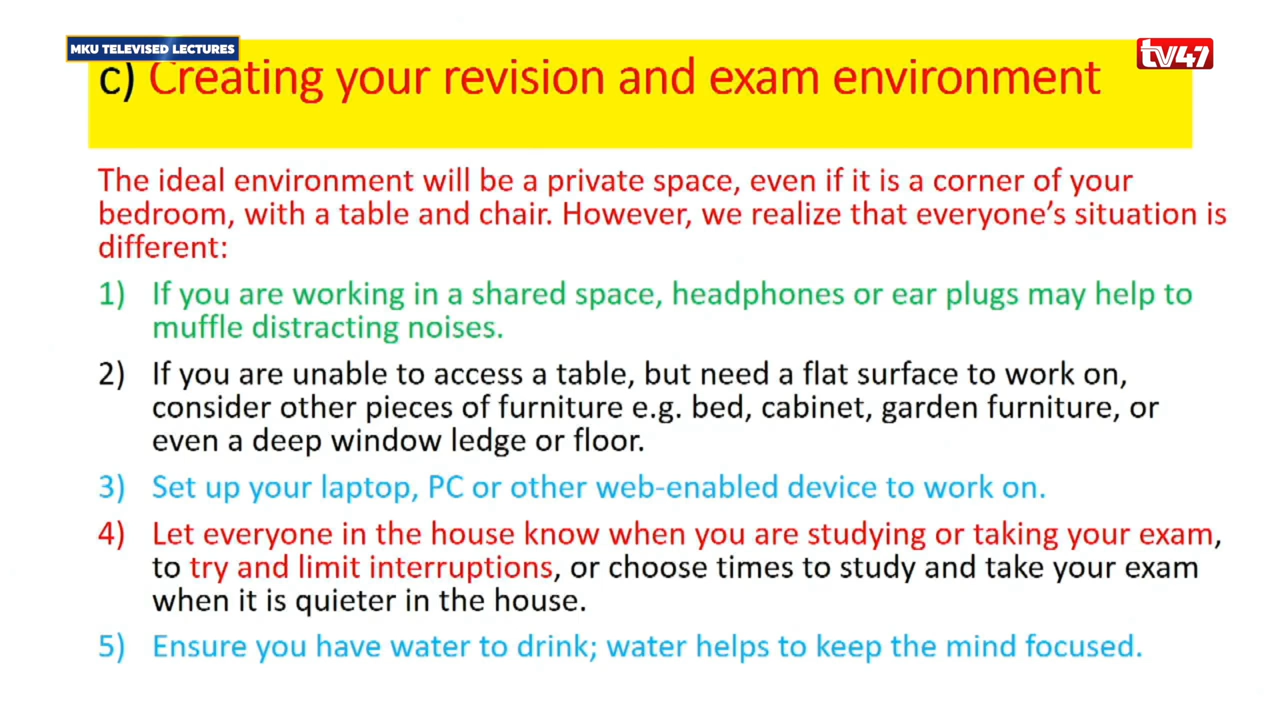 MKU TELEVISED LECTURES
tv47
c) Creating your revision and exam environment
The ideal environment will be a private space, even if it is a corner of your
bedroom, with a table and chair. However, we realize that everyone's situation is
different:
1) If you are working in a shared space, headphones or ear plugs may help to
muffle distracting noises.
2) If you are unable to access a table, but need a flat surface to work on,
consider other pieces of furniture e.g. bed, cabinet, garden furniture, or
even a deep window ledge or floor.
3) Set up your laptop, PC or other web-enabled device to work on.
4) Let everyone in the house know when you are studying or taking your exam,
to try and limit interruptions, or choose times to study and take your exam
when it is quieter in the house.
5) Ensure you have water to drink; water helps to keep the mind focused.